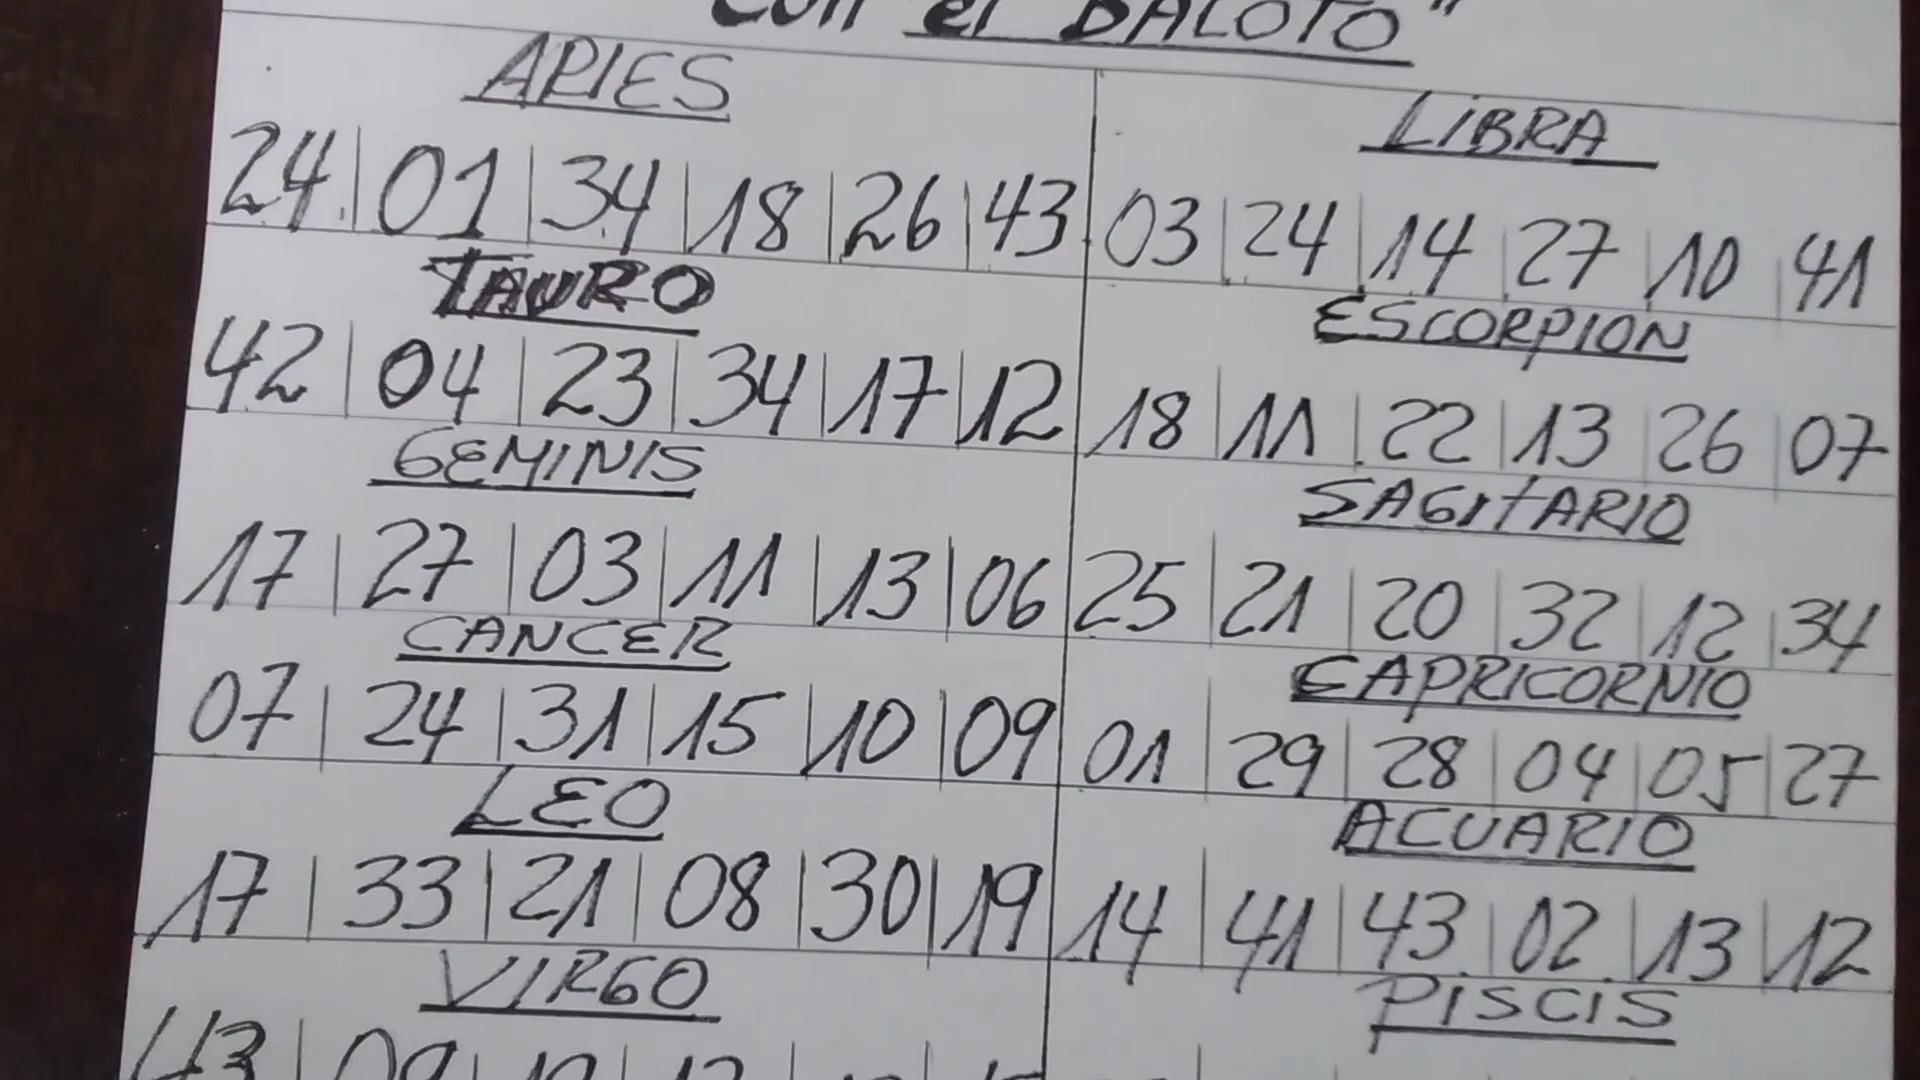 con el BALOTO"
ARIES
24 01 34 18 26 43
TAURO
42 04 23 34 17 12
GEMINIS
17 27 03 11 13 06
CANCER
07 24 31 15 10 09
LEO
17 33 21 08 30 19
VIRGO
43 09
LIBRA
03 24 14 27 10 41
ESCORPION
18 11 22 13 26 07
SAGITARIO
25 21 20 32 12 34
CAPRICORNIO
01 29 28 04 05 27
ACUARIO
14 41 43 02 13 12
PISCIS